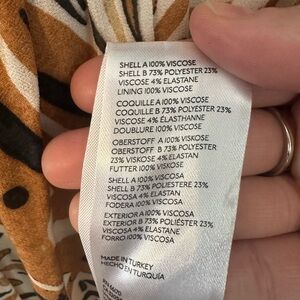 SHELL A 100% VISCOSE
SHELL B 73% POLYESTER 23%
VISCOSE 4% ELASTANE
LINING 100% VISCOSE
COQUILLE A 100% VISCOSE
COQUILLE B 73% POLYESTER 23%
VISCOSE 4% ÉLASTHANNE
DOUBLURE 100% VISCOSE
OBERSTOFF A 100% VISKOSE
OBERSTOFF B 73% POLYESTER
23% VISKOSE 4% ELASTAN
FUTTER 100% VISKOSE
SHELL A 100% VISCOSA
SHELL B 73% POLIESTERE 23%
VISCOSA 4% ELASTAN
FODERA 100% VISCOSA
EXTERIOR A 100% VISCOSA
EXTERIOR B 73% POLIÉSTER 23%
VISCOSA 4% ELASTANO
FORRO 100% VISCOSA
MADE IN TURKEY
HECHO EN TURQUÍA